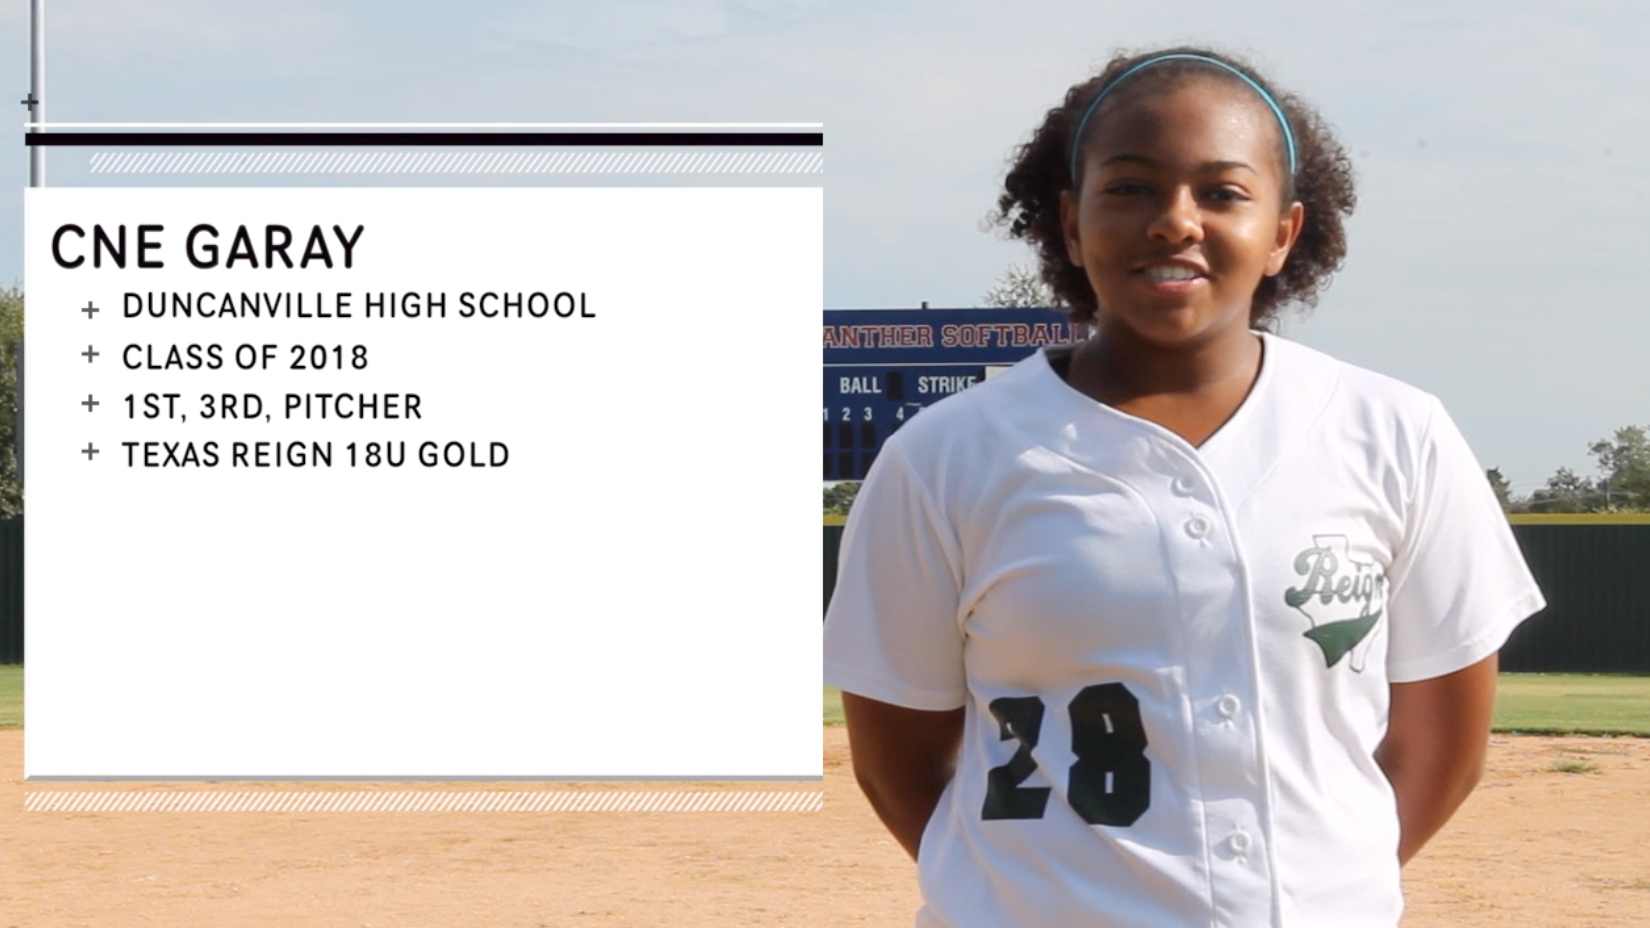 CNE GARAY
+ DUNCANVILLE HIGH SCHOOL
+ CLASS OF 2018
+ 1ST, 3RD, PITCHER
+ TEXAS REIGN 18U GOLD
ANTHER SOFTBALL
BALL STRIKE
1 2 3 4
Reign
28